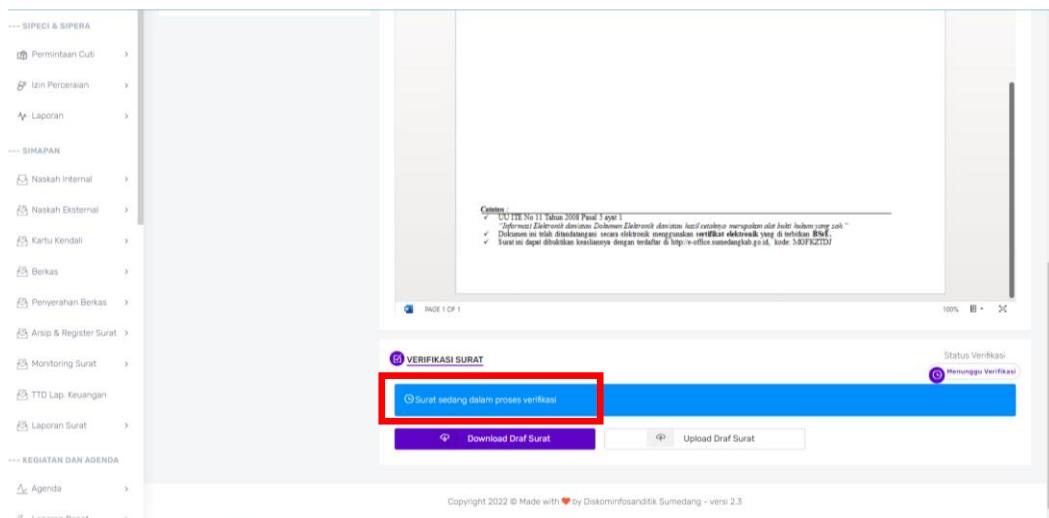 --- SIPECI & SIPERA
Permintaan Cuti
Izin Perceraian
Laporan
--- SIMAPAN
Naskah Internal
Naskah Eksternal
Kartu Kendali
Berkas
Penyerahan Berkas
Arsip & Register Surat
Monitoring Surat
TTD Lap. Keuangan
Laporan Surat
--- KEGIATAN DAN AGENDA
Agenda
Catatan :
✓ UU ITE No 11 Tahun 2008 Pasal 5 ayat 1
"Informasi Elektronik dan/atau Dokumen Elektronik dan/atau hasil cetaknya merupakan alat bukti hukum yang sah."
✓ Dokumen ini telah ditandatangani secara elektronik menggunakan sertifikat elektronik yang di terbitkan BSrE.
✓ Surat ini dapat dibuktikan keasliannya dengan terdaftar di http://e-office.sumedangkab.go.id, kode:
PAGE 1 OF 1
100%
VERIFIKASI SURAT
Status Verifikasi
Menunggu Verifikasi
Surat sedang dalam proses verifikasi
Download Draf Surat
Upload Draf Surat
Copyright 2022 © Made with ❤ by Diskominfosanditik Sumedang - versi 2.3